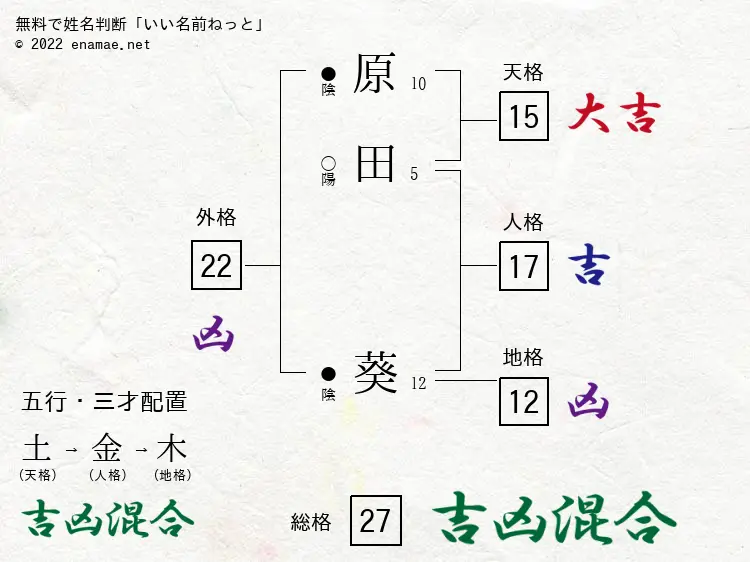 無料で姓名判断「いい名前ねっと」
© 2022 enamae.net
●
陰
原 10
天格
15 大吉
○
陽
田 5
外格
22
凶
人格
17 吉
●
陰
葵 12
地格
12 凶
五行・三才配置
土→金→木
(天格) (人格) (地格)
吉凶混合
総格 27 吉凶混合